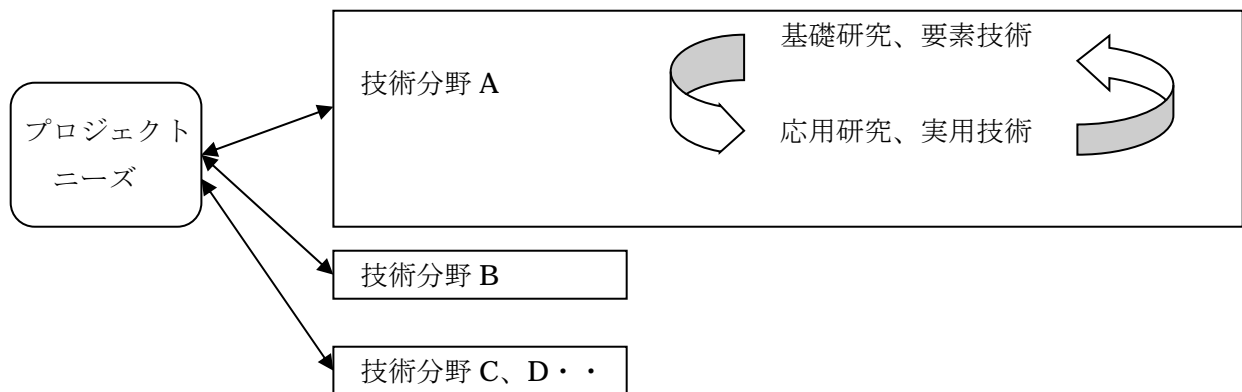 プロジェクト
ニーズ
技術分野 A
基礎研究、要素技術
応用研究、実用技術
技術分野 B
技術分野 C、D・・